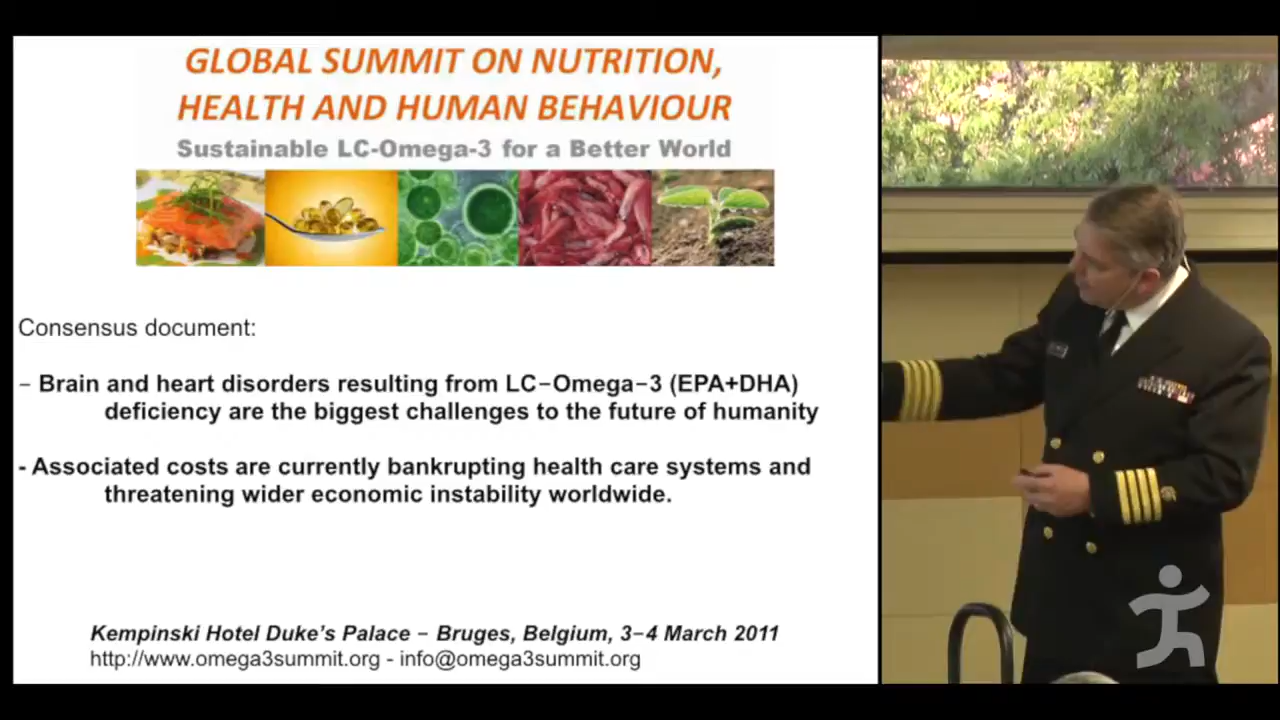 GLOBAL SUMMIT ON NUTRITION,
HEALTH AND HUMAN BEHAVIOUR
Sustainable LC-Omega-3 for a Better World
Consensus document:
– Brain and heart disorders resulting from LC–Omega–3 (EPA+DHA)
deficiency are the biggest challenges to the future of humanity
- Associated costs are currently bankrupting health care systems and
threatening wider economic instability worldwide.
Kempinski Hotel Duke's Palace – Bruges, Belgium, 3–4 March 2011
http://www.omega3summit.org - info@omega3summit.org